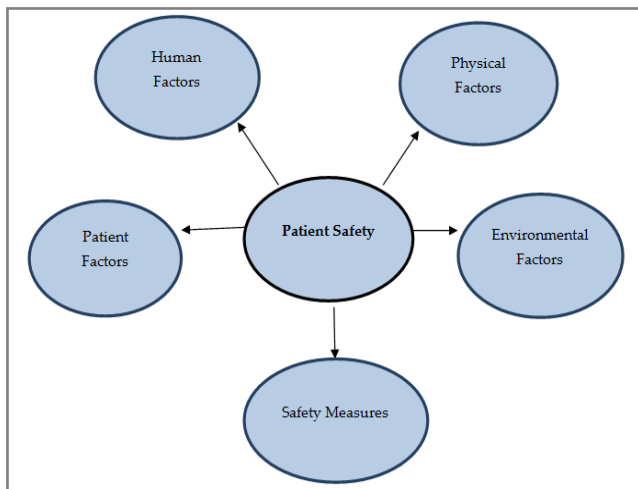 Human
Factors
Physical
Factors
Patient
Factors
Patient Safety
Environmental
Factors
Safety Measures